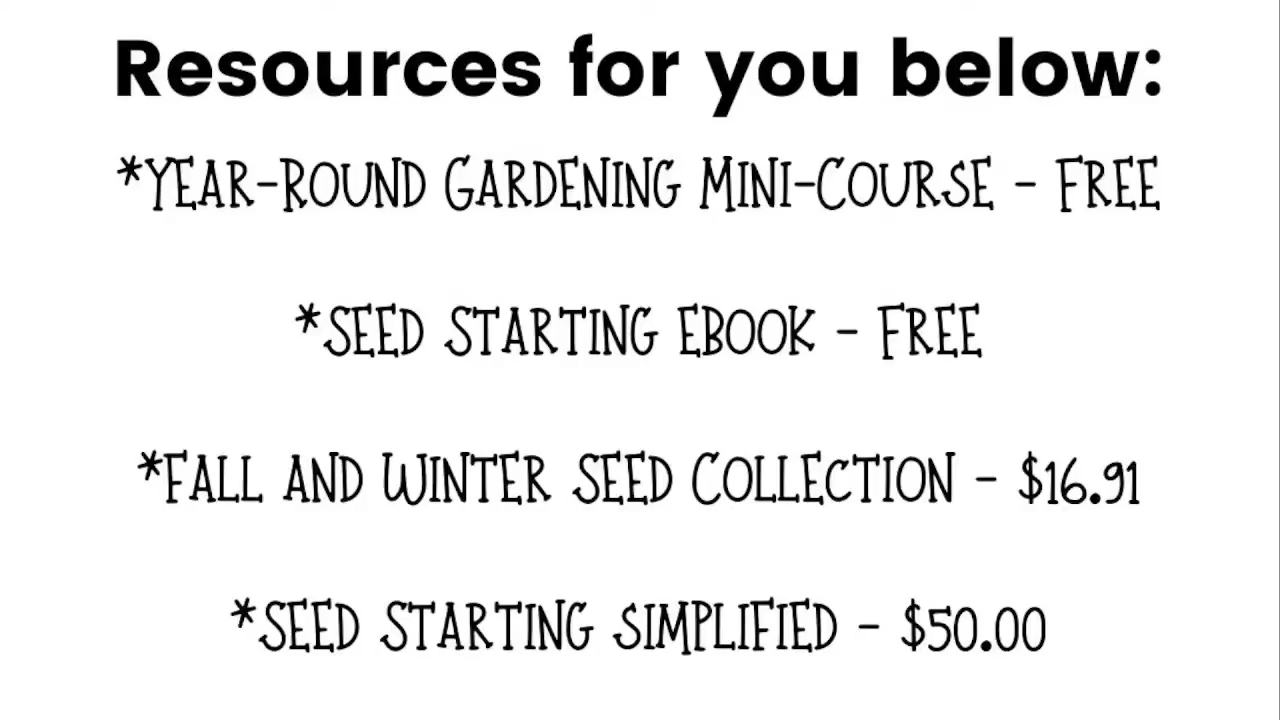 Resources for you below:
*Year-Round Gardening Mini-Course - FREE
*Seed Starting Ebook - FREE
*Fall and Winter Seed Collection - $16.91
*Seed Starting Simplified - $50.00